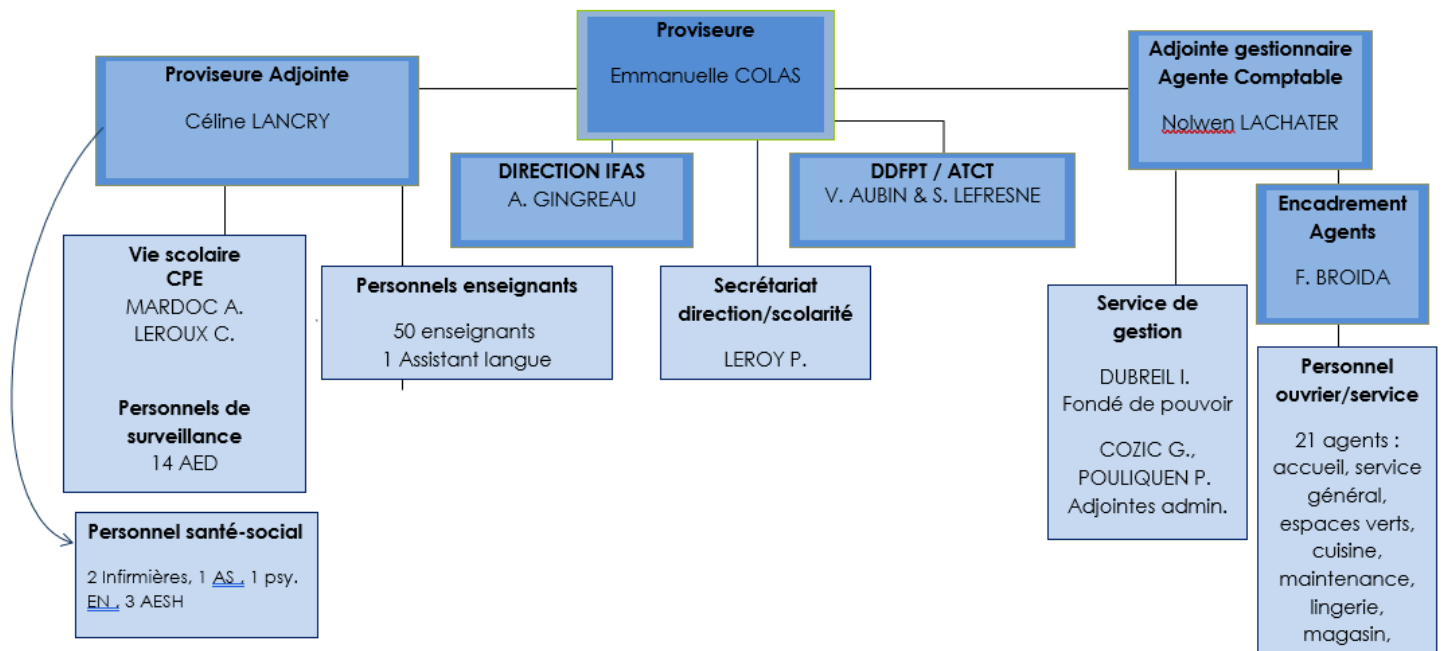 Proviseure
Emmanuelle COLAS
Proviseure Adjointe
Céline LANCRY
Adjointe gestionnaire
Agente Comptable
Nolwen LACHATER
DIRECTION IFAS
A. GINGREAU
DDFPT / ATCT
V. AUBIN & S. LEFRESNE
Encadrement
Agents
F. BROIDA
Vie scolaire
CPE
MARDOC A.
LEROUX C.
Personnels de
surveillance
14 AED
Personnels enseignants
50 enseignants
1 Assistant langue
Secrétariat
direction/scolarité
LEROY P.
Service de
gestion
DUBREIL I.
Fondé de pouvoir
COZIC G.,
POULIQUEN P.
Adjointes admin.
Personnel
ouvrier/service
21 agents :
accueil, service
général,
espaces verts,
cuisine,
maintenance,
lingerie,
magasin,
Personnel santé-social
2 Infirmières, 1 AS , 1 psy.
EN , 3 AESH